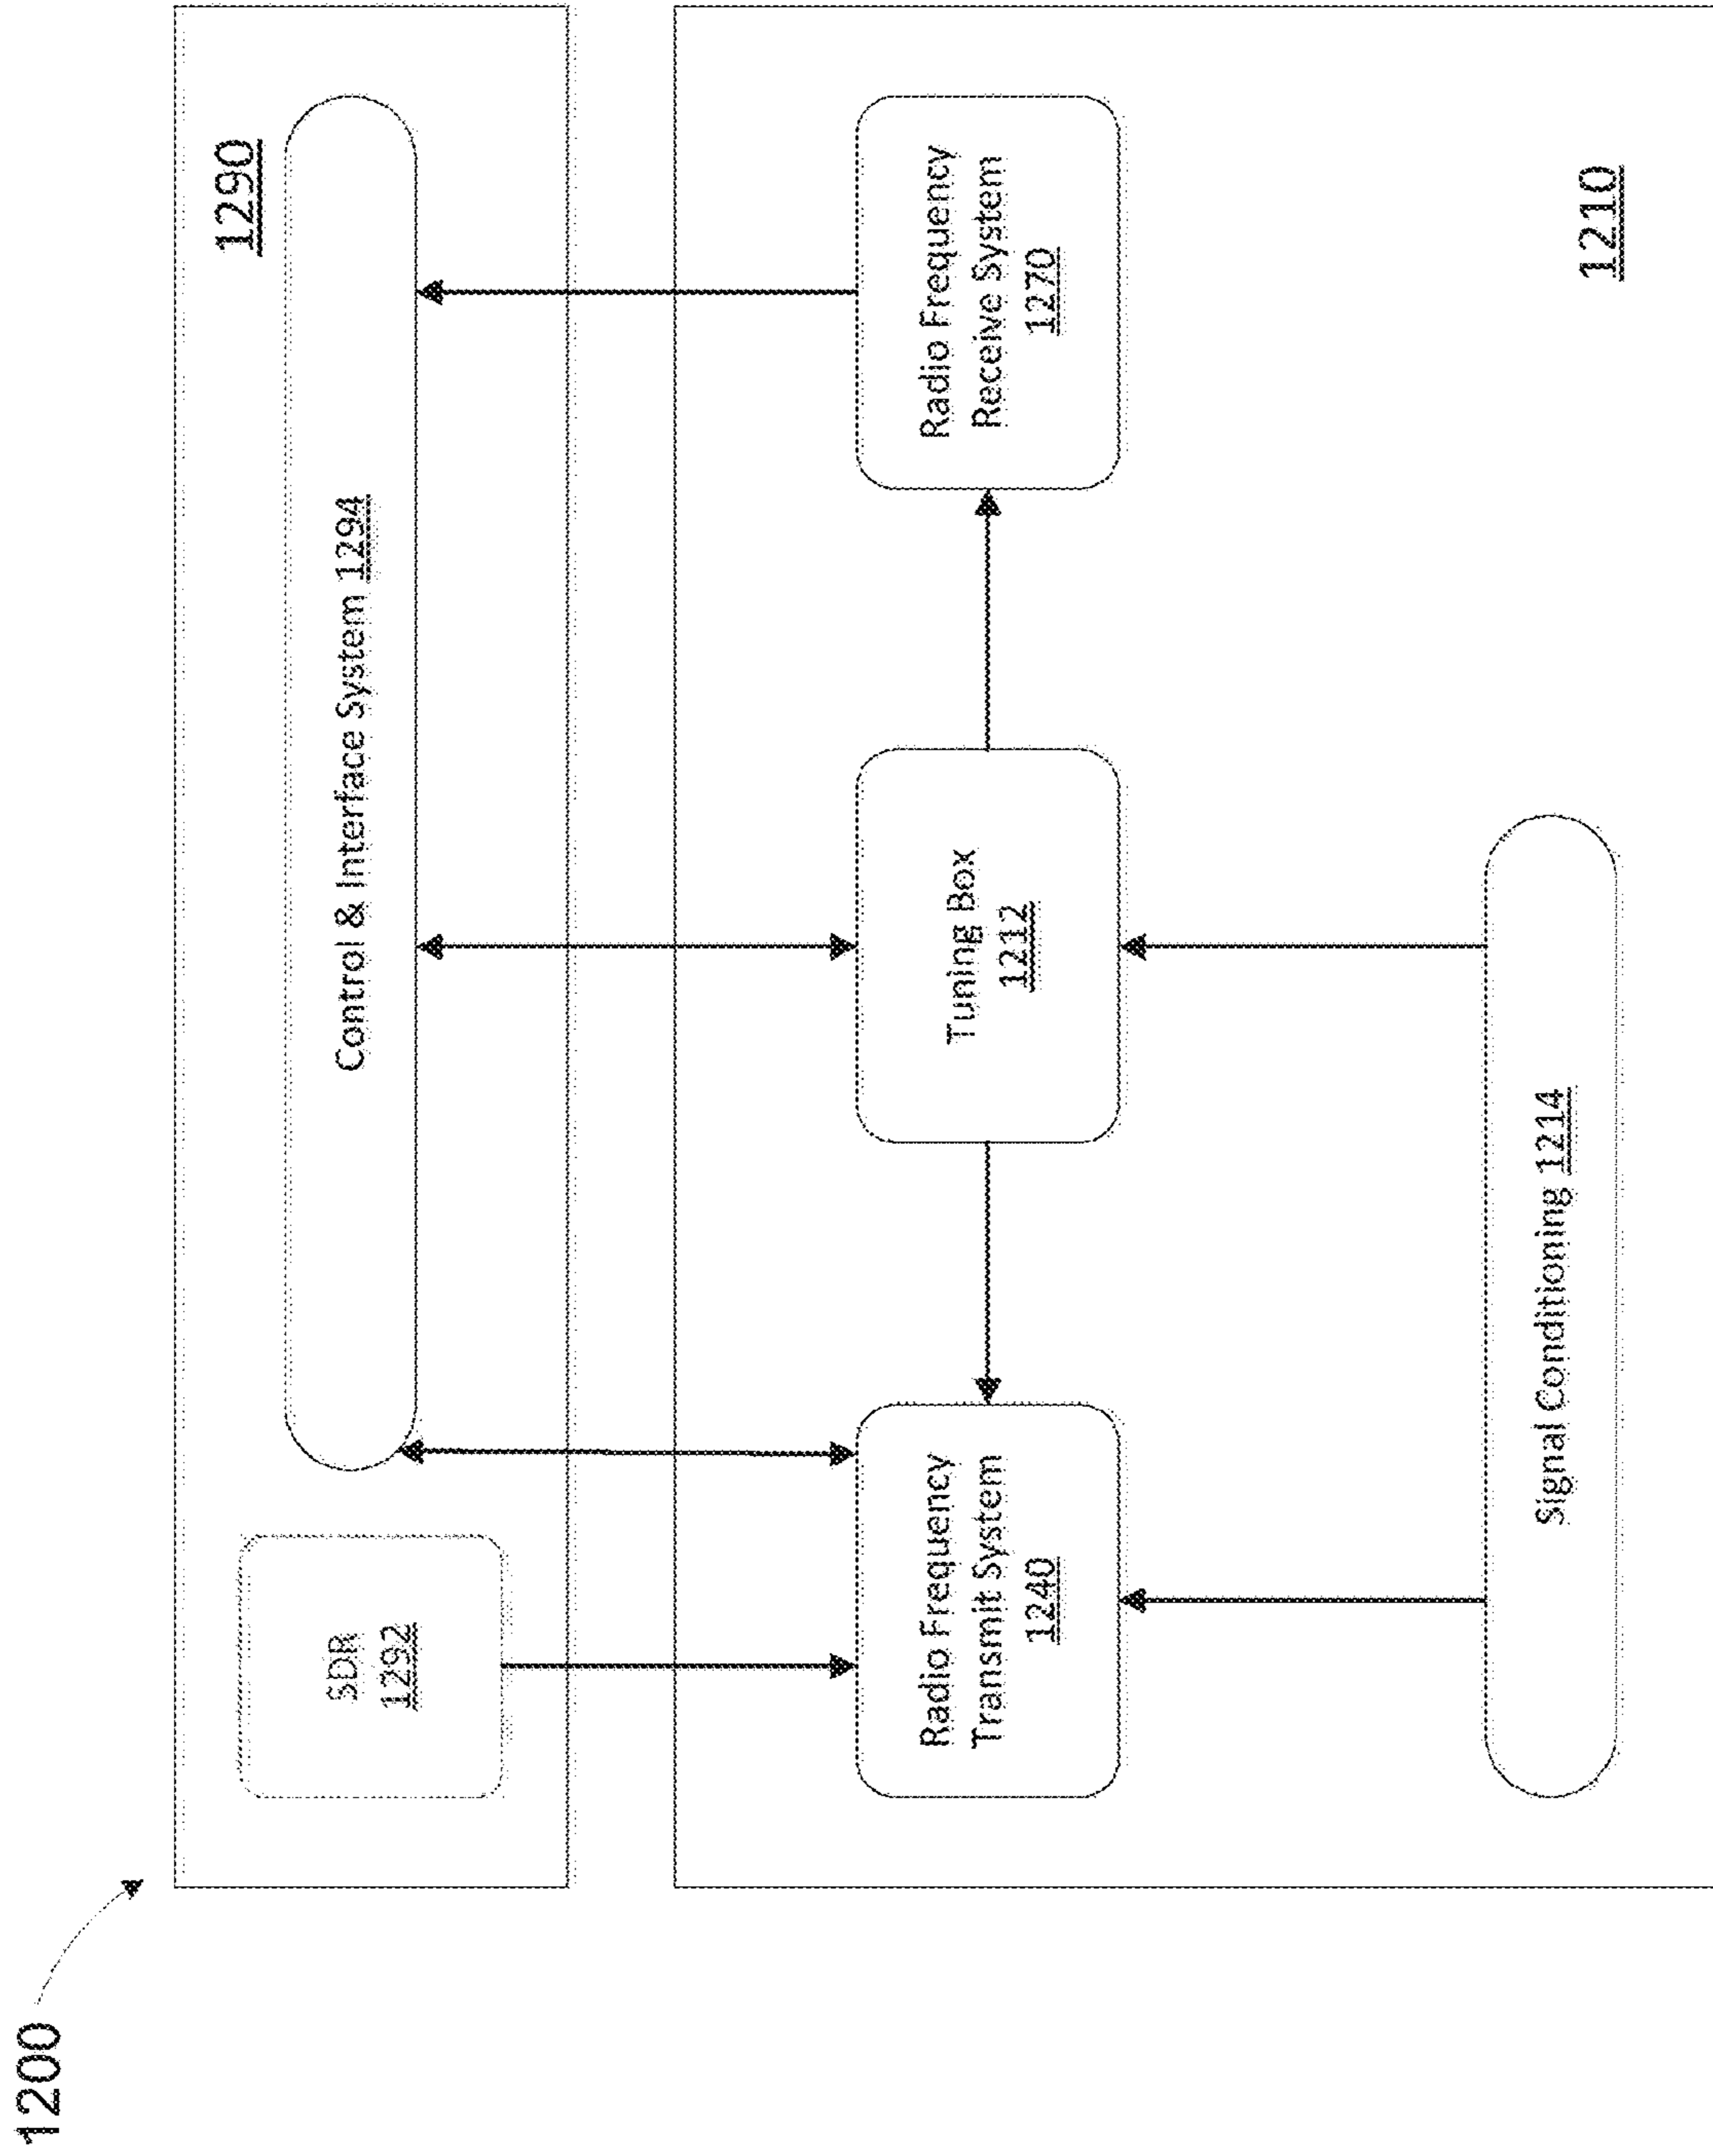 1200
1290
SDR
1292
Control & Interface System 1294
Radio Frequency
Transmit System
1240
Tuning Box
1212
Radio Frequency
Receive System
1270
Signal Conditioning 1214
1210